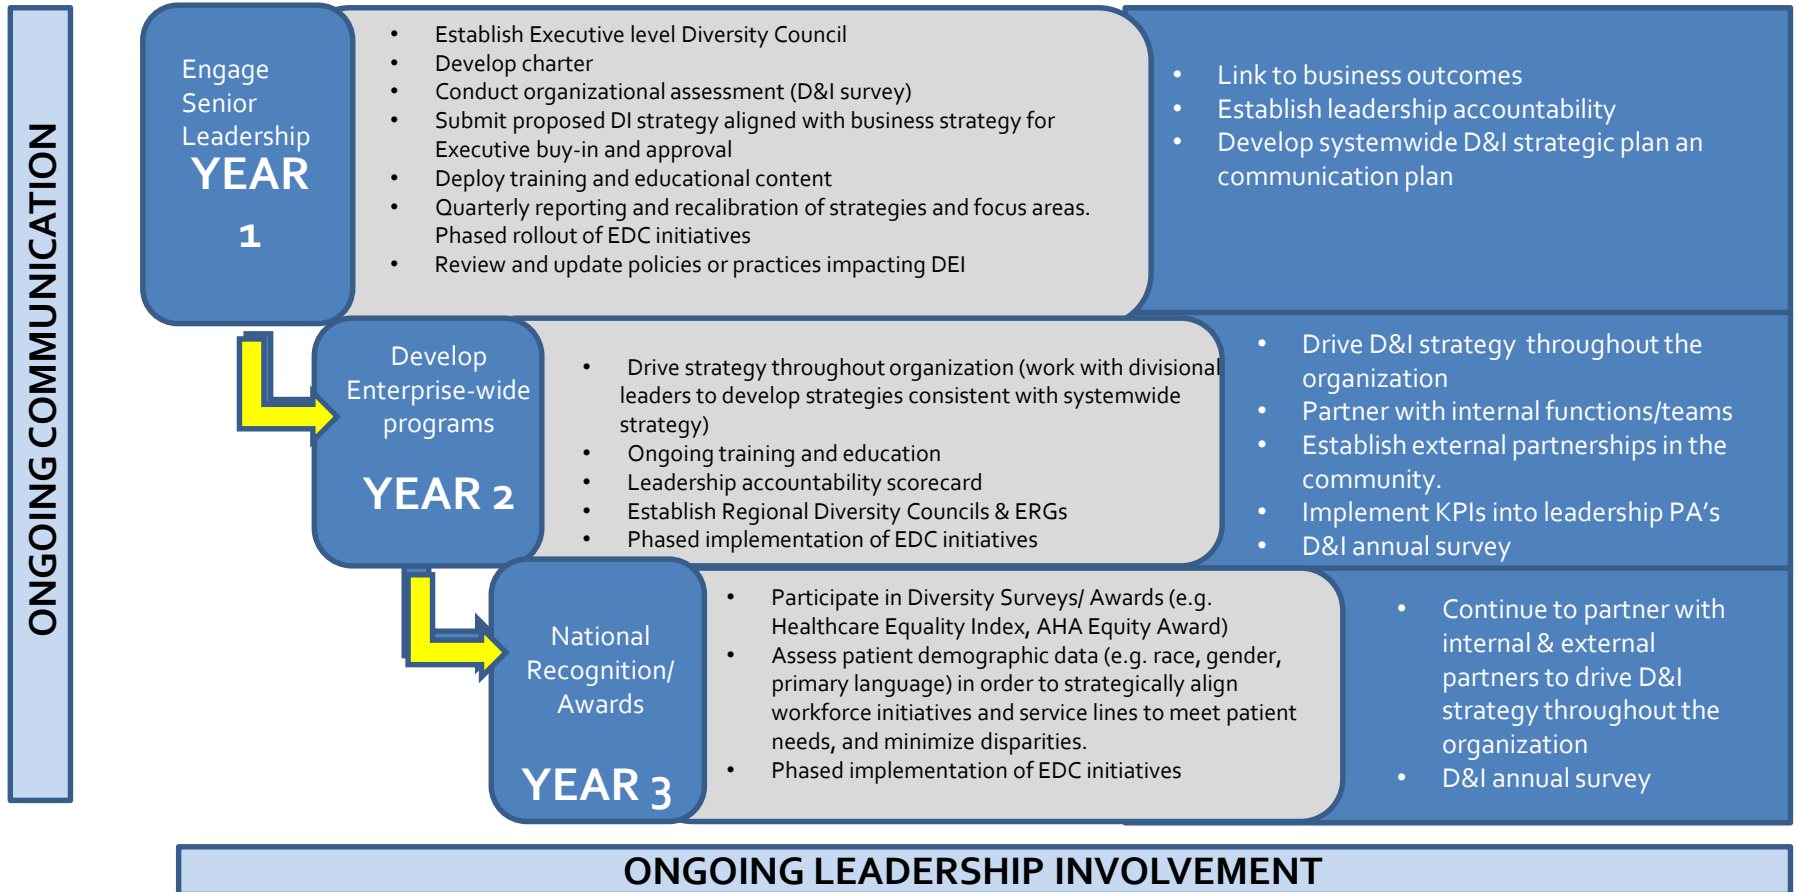 ONGOING COMMUNICATION
Engage
Senior
Leadership
YEAR
1
• Establish Executive level Diversity Council
• Develop charter
• Conduct organizational assessment (D&I survey)
• Submit proposed DI strategy aligned with business strategy for
Executive buy-in and approval
• Deploy training and educational content
• Quarterly reporting and recalibration of strategies and focus areas.
Phased rollout of EDC initiatives
• Review and update policies or practices impacting DEI
• Link to business outcomes
• Establish leadership accountability
• Develop systemwide D&I strategic plan an
communication plan
Develop
Enterprise-wide
programs
YEAR 2
• Drive strategy throughout organization (work with divisional
leaders to develop strategies consistent with systemwide
strategy)
• Ongoing training and education
• Leadership accountability scorecard
• Establish Regional Diversity Councils & ERGs
• Phased implementation of EDC initiatives
• Drive D&I strategy throughout the
organization
• Partner with internal functions/teams
• Establish external partnerships in the
community.
• Implement KPIs into leadership PA's
• D&I annual survey
National
Recognition/
Awards
YEAR 3
• Participate in Diversity Surveys/ Awards (e.g.
Healthcare Equality Index, AHA Equity Award)
• Assess patient demographic data (e.g. race, gender,
primary language) in order to strategically align
workforce initiatives and service lines to meet patient
needs, and minimize disparities.
• Phased implementation of EDC initiatives
• Continue to partner with
internal & external
partners to drive D&I
strategy throughout the
organization
• D&I annual survey
ONGOING LEADERSHIP INVOLVEMENT